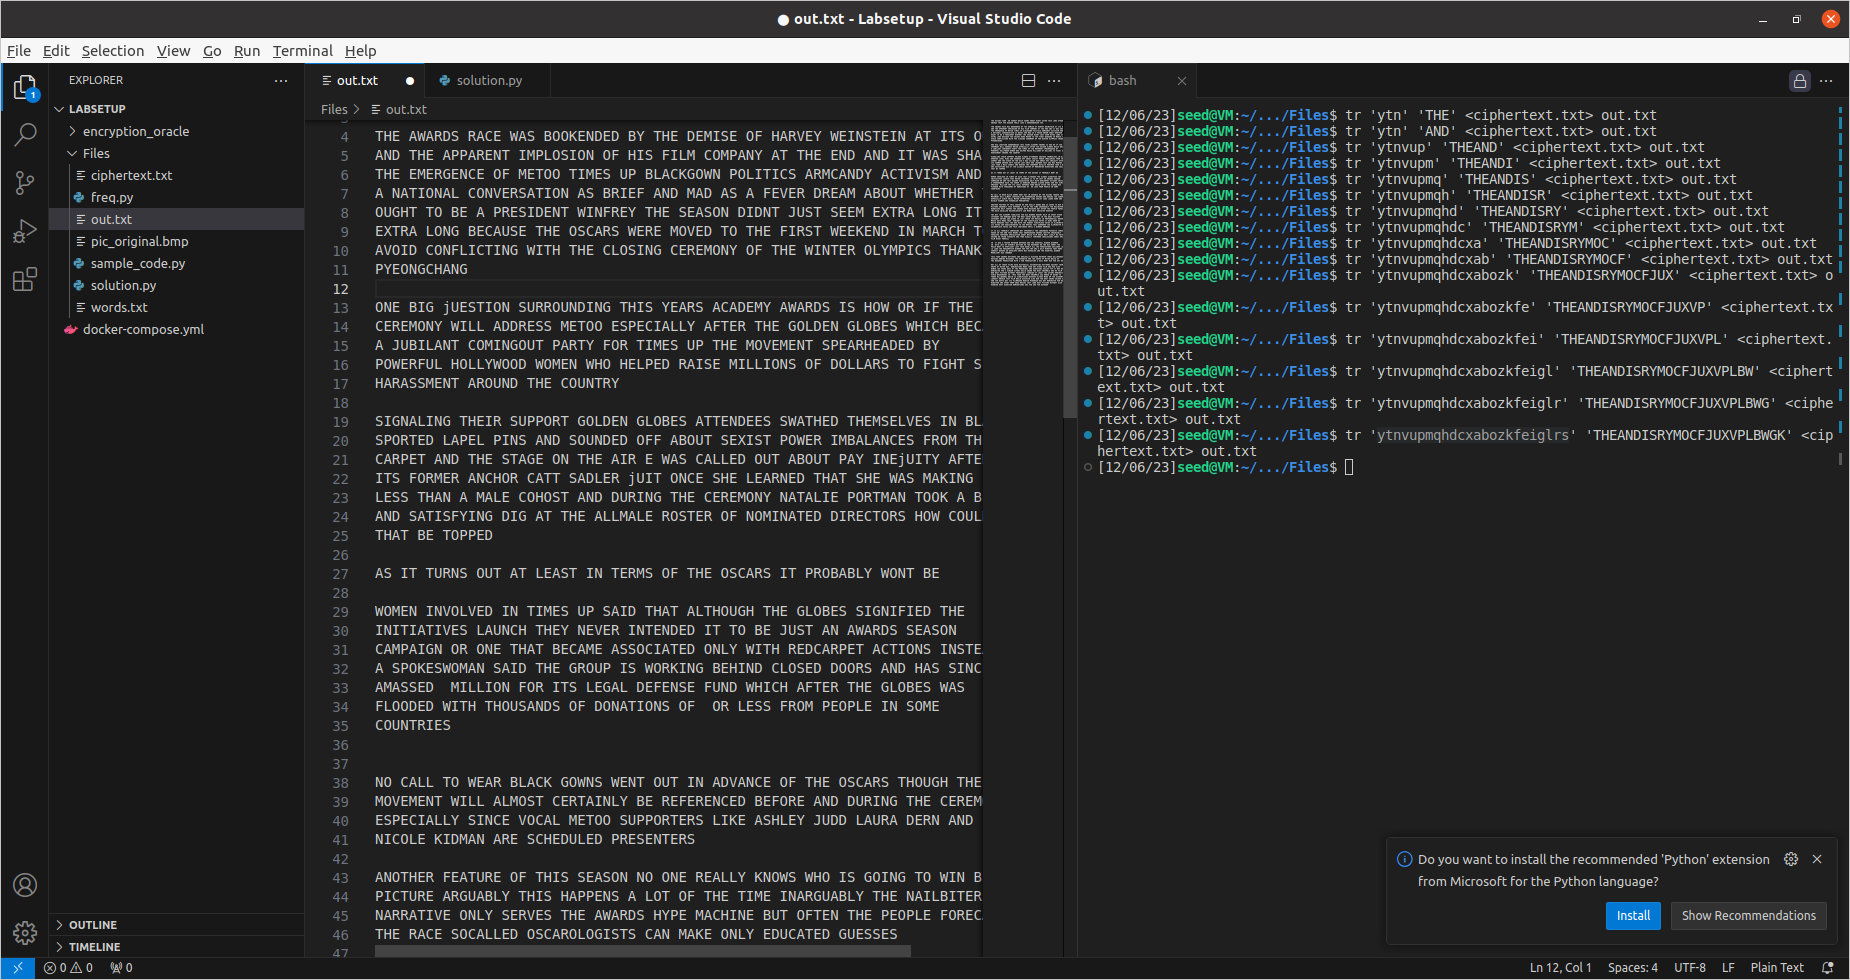 ● out.txt - Labsetup - Visual Studio Code
File Edit Selection View Go Run Terminal Help
EXPLORER
LABSETUP
encryption_oracle
Files
ciphertext.txt
freq.py
out.txt
pic_original.bmp
sample_code.py
solution.py
words.txt
docker-compose.yml
OUTLINE
TIMELINE
out.txt
solution.py
Files > out.txt
4 THE AWARDS RACE WAS BOOKENDED BY THE DEMISE OF HARVEY WEINSTEIN AT ITS O
5 AND THE APPARENT IMPLOSION OF HIS FILM COMPANY AT THE END AND IT WAS SHA
6 THE EMERGENCE OF METOO TIMES UP BLACKGOWN POLITICS ARMCANDY ACTIVISM AND
7 A NATIONAL CONVERSATION AS BRIEF AND MAD AS A FEVER DREAM ABOUT WHETHER
8 OUGHT TO BE A PRESIDENT WINFREY THE SEASON DIDNT JUST SEEM EXTRA LONG IT
9 EXTRA LONG BECAUSE THE OSCARS WERE MOVED TO THE FIRST WEEKEND IN MARCH T
10 AVOID CONFLICTING WITH THE CLOSING CEREMONY OF THE WINTER OLYMPICS THANK
11 PYEONGCHANG
12
13 ONE BIG jUESTION SURROUNDING THIS YEARS ACADEMY AWARDS IS HOW OR IF THE
14 CEREMONY WILL ADDRESS METOO ESPECIALLY AFTER THE GOLDEN GLOBES WHICH BEC
15 A JUBILANT COMINGOUT PARTY FOR TIMES UP THE MOVEMENT SPEARHEADED BY
16 POWERFUL HOLLYWOOD WOMEN WHO HELPED RAISE MILLIONS OF DOLLARS TO FIGHT S
17 HARASSMENT AROUND THE COUNTRY
18
19 SIGNALING THEIR SUPPORT GOLDEN GLOBES ATTENDEES SWATHED THEMSELVES IN BL
20 SPORTED LAPEL PINS AND SOUNDED OFF ABOUT SEXIST POWER IMBALANCES FROM TH
21 CARPET AND THE STAGE ON THE AIR E WAS CALLED OUT ABOUT PAY INEjUITY AFTE
22 ITS FORMER ANCHOR CATT SADLER jUIT ONCE SHE LEARNED THAT SHE WAS MAKING
23 LESS THAN A MALE COHOST AND DURING THE CEREMONY NATALIE PORTMAN TOOK A B
24 AND SATISFYING DIG AT THE ALLMALE ROSTER OF NOMINATED DIRECTORS HOW COUL
25 THAT BE TOPPED
26
27 AS IT TURNS OUT AT LEAST IN TERMS OF THE OSCARS IT PROBABLY WONT BE
28
29 WOMEN INVOLVED IN TIMES UP SAID THAT ALTHOUGH THE GLOBES SIGNIFIED THE
30 INITIATIVES LAUNCH THEY NEVER INTENDED IT TO BE JUST AN AWARDS SEASON
31 CAMPAIGN OR ONE THAT BECAME ASSOCIATED ONLY WITH REDCARPET ACTIONS INSTE
32 A SPOKESWOMAN SAID THE GROUP IS WORKING BEHIND CLOSED DOORS AND HAS SINC
33 AMASSED  MILLION FOR ITS LEGAL DEFENSE FUND WHICH AFTER THE GLOBES WAS
34 FLOODED WITH THOUSANDS OF DONATIONS OF  OR LESS FROM PEOPLE IN SOME
35 COUNTRIES
36
37
38 NO CALL TO WEAR BLACK GOWNS WENT OUT IN ADVANCE OF THE OSCARS THOUGH THE
39 MOVEMENT WILL ALMOST CERTAINLY BE REFERENCED BEFORE AND DURING THE CEREM
40 ESPECIALLY SINCE VOCAL METOO SUPPORTERS LIKE ASHLEY JUDD LAURA DERN AND
41 NICOLE KIDMAN ARE SCHEDULED PRESENTERS
42
43 ANOTHER FEATURE OF THIS SEASON NO ONE REALLY KNOWS WHO IS GOING TO WIN B
44 PICTURE ARGUABLY THIS HAPPENS A LOT OF THE TIME INARGUABLY THE NAILBITER
45 NARRATIVE ONLY SERVES THE AWARDS HYPE MACHINE BUT OFTEN THE PEOPLE FOREC
46 THE RACE SOCALLED OSCAROLOGISTS CAN MAKE ONLY EDUCATED GUESSES
47
bash
[12/06/23]seed@VM:~/.../Files$ tr 'ytn' 'THE' <ciphertext.txt> out.txt
[12/06/23]seed@VM:~/.../Files$ tr 'ytn' 'AND' <ciphertext.txt> out.txt
[12/06/23]seed@VM:~/.../Files$ tr 'ytnvup' 'THEAND' <ciphertext.txt> out.txt
[12/06/23]seed@VM:~/.../Files$ tr 'ytnvupm' 'THEANDI' <ciphertext.txt> out.txt
[12/06/23]seed@VM:~/.../Files$ tr 'ytnvupmq' 'THEANDIS' <ciphertext.txt> out.txt
[12/06/23]seed@VM:~/.../Files$ tr 'ytnvupmqh' 'THEANDISR' <ciphertext.txt> out.txt
[12/06/23]seed@VM:~/.../Files$ tr 'ytnvupmqhd' 'THEANDISRY' <ciphertext.txt> out.txt
[12/06/23]seed@VM:~/.../Files$ tr 'ytnvupmqhdc' 'THEANDISRYM' <ciphertext.txt> out.txt
[12/06/23]seed@VM:~/.../Files$ tr 'ytnvupmqhdcxa' 'THEANDISRYMOC' <ciphertext.txt> out.txt
[12/06/23]seed@VM:~/.../Files$ tr 'ytnvupmqhdcxab' 'THEANDISRYMOCF' <ciphertext.txt> out.txt
[12/06/23]seed@VM:~/.../Files$ tr 'ytnvupmqhdcxabozk' 'THEANDISRYMOCFJUX' <ciphertext.txt> o
ut.txt
[12/06/23]seed@VM:~/.../Files$ tr 'ytnvupmqhdcxabozkfe' 'THEANDISRYMOCFJUXVP' <ciphertext.tx
t> out.txt
[12/06/23]seed@VM:~/.../Files$ tr 'ytnvupmqhdcxabozkfei' 'THEANDISRYMOCFJUXVPL' <ciphertext.
txt> out.txt
[12/06/23]seed@VM:~/.../Files$ tr 'ytnvupmqhdcxabozkfeigl' 'THEANDISRYMOCFJUXVPLBW' <ciphert
ext.txt> out.txt
[12/06/23]seed@VM:~/.../Files$ tr 'ytnvupmqhdcxabozkfeiglr' 'THEANDISRYMOCFJUXVPLBWG' <ciphe
rtext.txt> out.txt
[12/06/23]seed@VM:~/.../Files$ tr 'ytnvupmqhdcxabozkfeiglrs' 'THEANDISRYMOCFJUXVPLBWGK' <cip
hertext.txt> out.txt
[12/06/23]seed@VM:~/.../Files$
Do you want to install the recommended 'Python' extension
from Microsoft for the Python language?
Install
Show Recommendations
0 0 0
Ln 12, Col 1 Spaces: 4 UTF-8 LF Plain Text